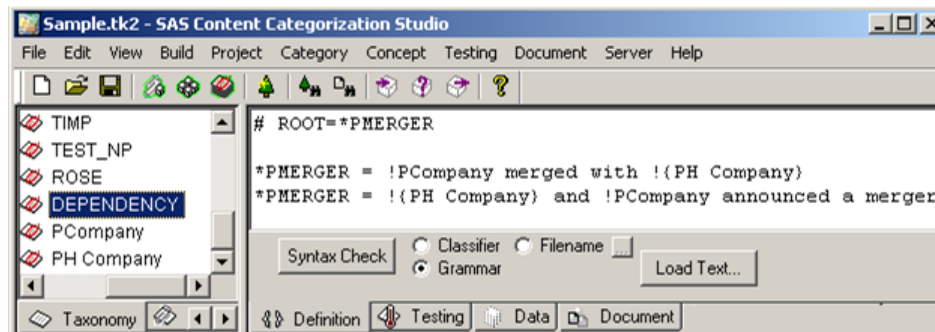 Sample.tk2 - SAS Content Categorization Studio
File Edit View Build Project Category Concept Testing Document Server Help
TIMP
TEST_NP
ROSE
DEPENDENCY
PCompany
PH Company
Taxonomy
# ROOT=*PMERGER
*PMERGER = !PCompany merged with !{PH Company}
*PMERGER = !{PH Company} and !PCompany announced a merger
Syntax Check
Classifier
Filename
...
Grammar
Load Text...
Definition Testing Data Document